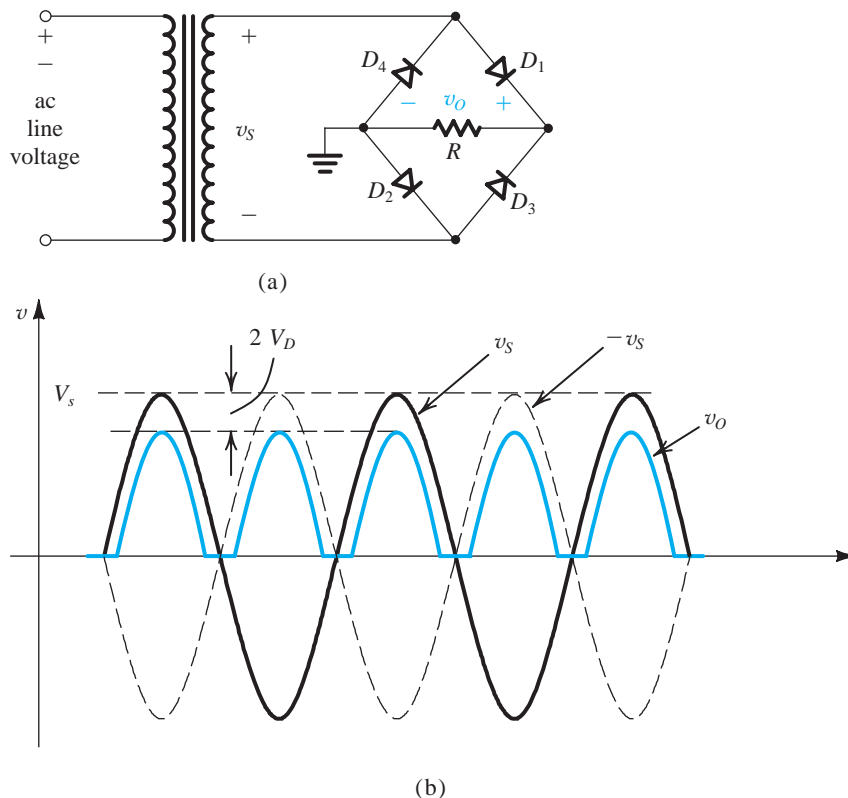 +
−
ac
line
voltage
+
v_S
−
D_4
D_1
− v_O +
R
D_2
D_3
(a)
v
2 V_D
v_S
−v_S
V_s
v_O
(b)